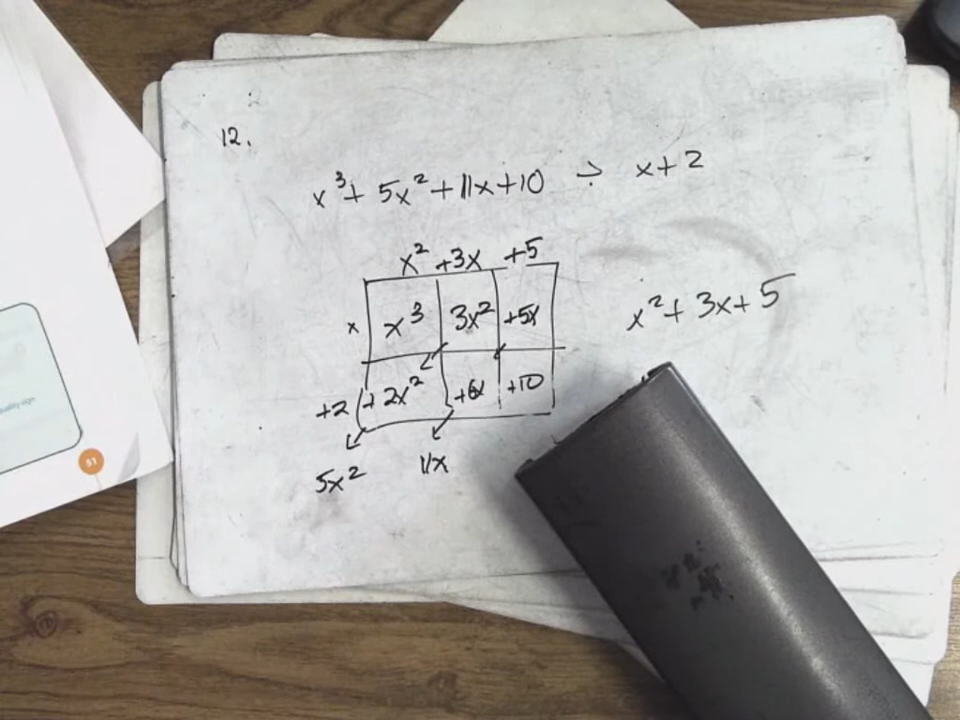 12.
x³ + 5x² + 11x + 10 ÷ x + 2
x² +3x +5
x x³ 3x² +5x
x² + 3x + 5
+2 +2x² +6x +10
5x² 11x
51